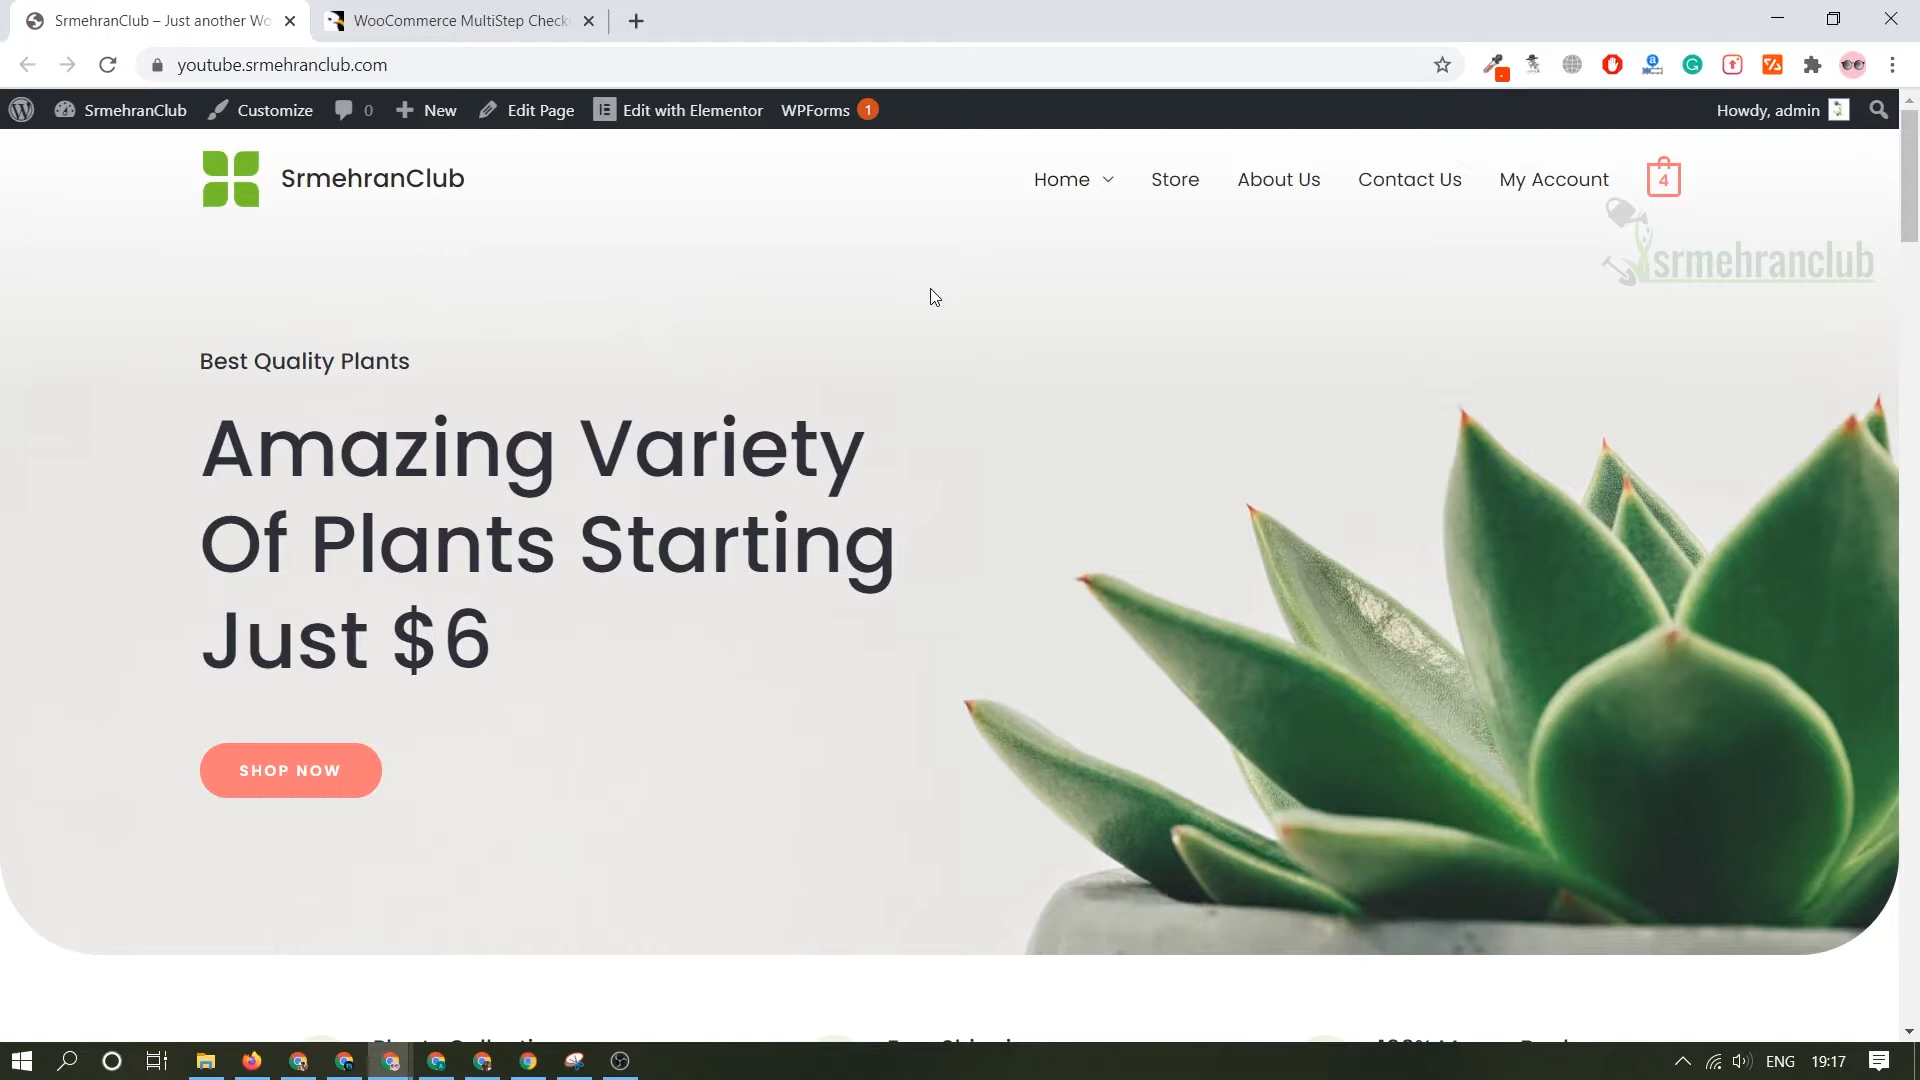 SrmehranClub – Just another Wo
WooCommerce MultiStep Check
youtube.srmehranclub.com
SrmehranClub
Customize
0
New
Edit Page
Edit with Elementor
WPForms
1
Howdy, admin
SrmehranClub
Home
Store
About Us
Contact Us
My Account
4
srmehranclub
Best Quality Plants
Amazing Variety
Of Plants Starting
Just $6
SHOP NOW
ENG
19:17